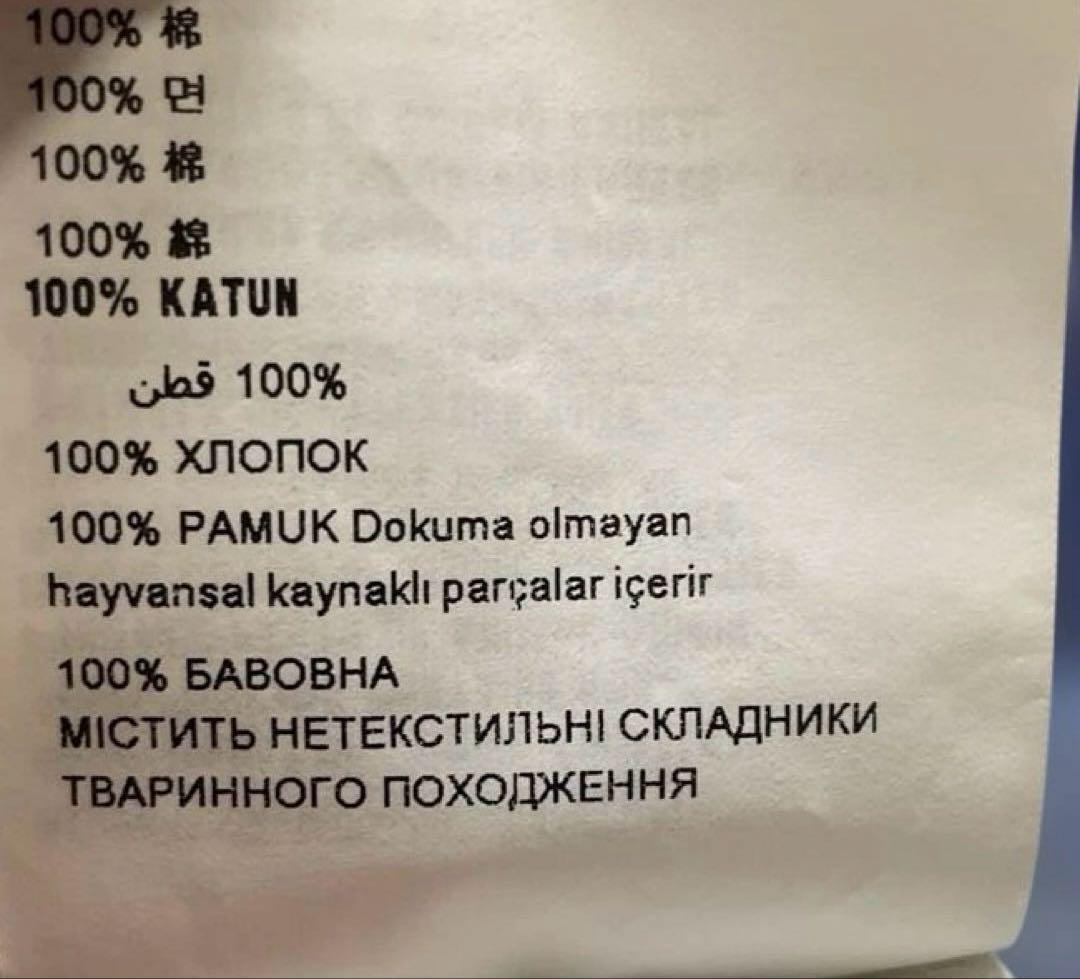 100% 棉
100% 면
100% 棉
100% 綿
100% KATUN
100% قطن
100% ХЛОПОК
100% PAMUK Dokuma olmayan
hayvansal kaynaklı parçalar içerir
100% БАВОВНА
МІСТИТЬ НЕТЕКСТИЛЬНІ СКЛАДНИКИ
ТВАРИННОГО ПОХОДЖЕННЯ